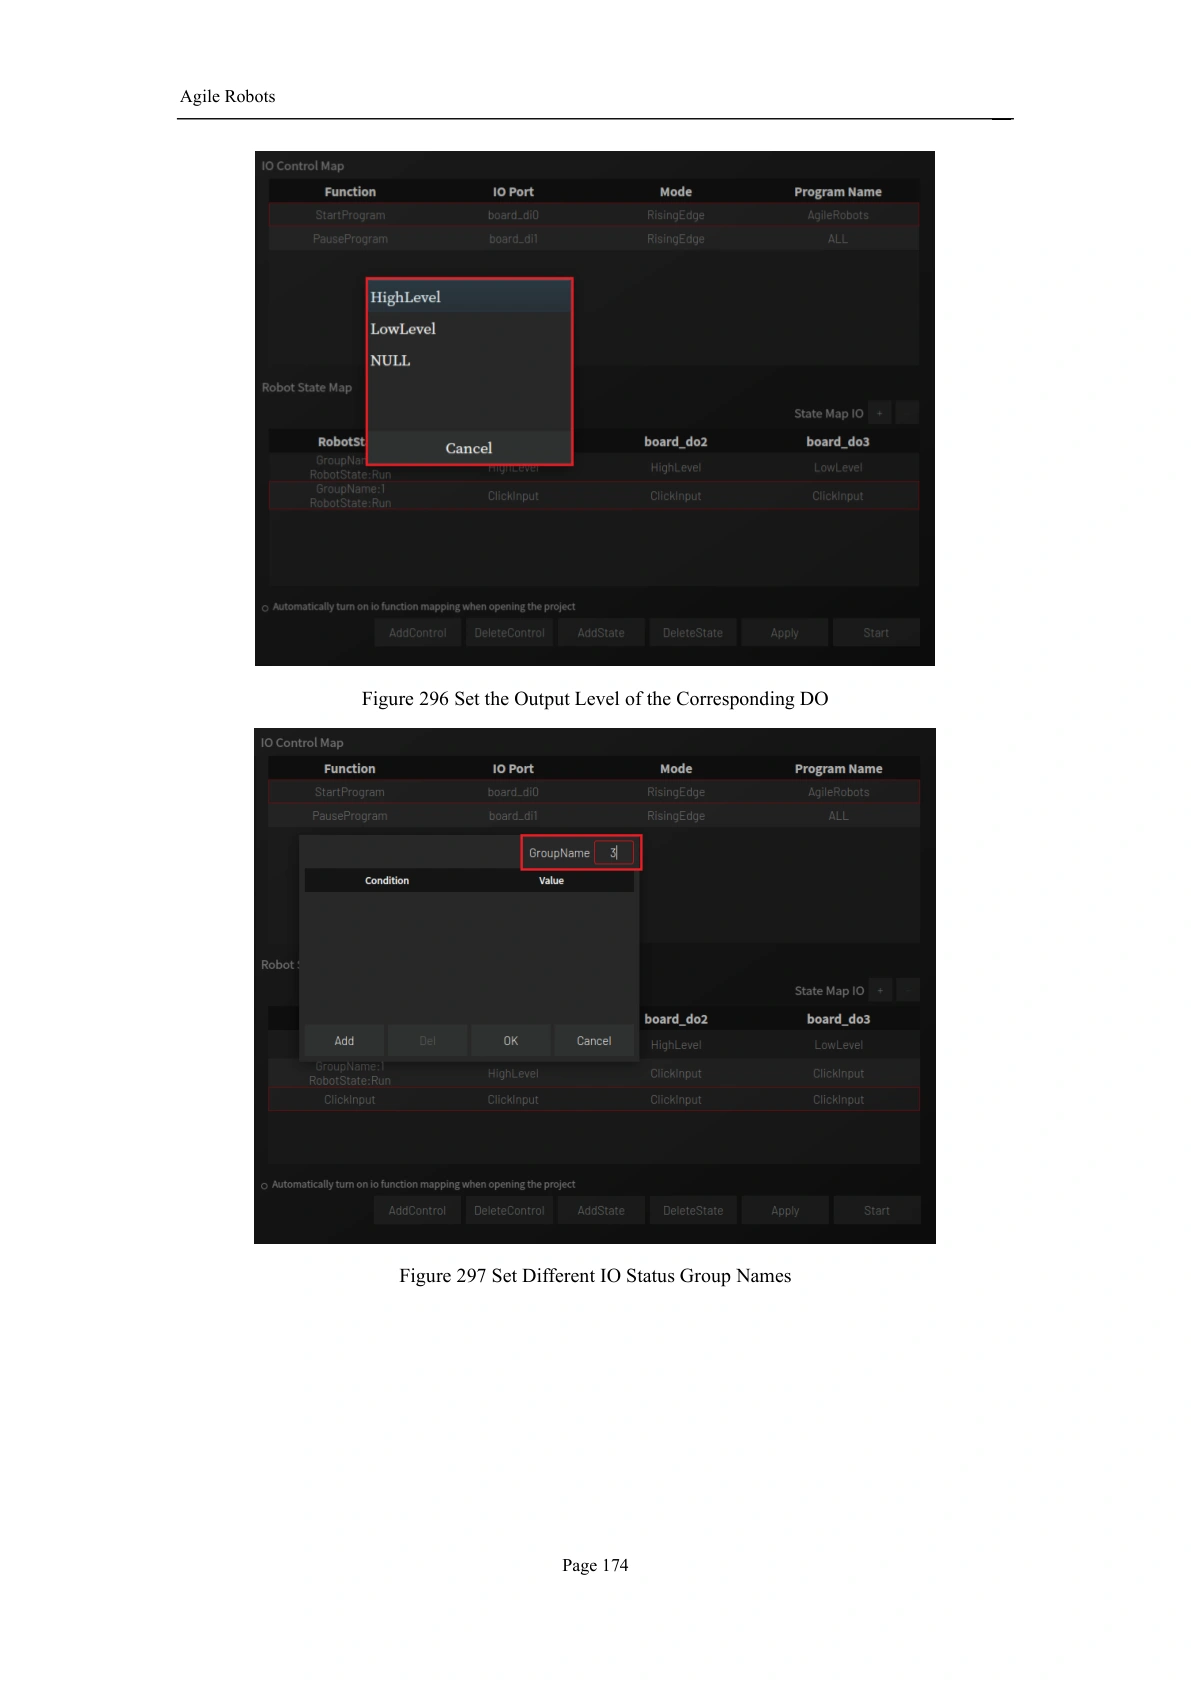 Agile Robots
IO Control Map
Function IO Port Mode Program Name
StartProgram board_di0 RisingEdge AgileRobots
PauseProgram board_di1 RisingEdge ALL
HighLevel
LowLevel
NULL
Cancel
Robot State Map
State Map IO +
RobotSt board_do2 board_do3
GroupNam
RobotState:Run HighLevel HighLevel LowLevel
GroupName:1
RobotState:Run ClickInput ClickInput ClickInput
Automatically turn on io function mapping when opening the project
AddControl DeleteControl AddState DeleteState Apply Start
Figure 296 Set the Output Level of the Corresponding DO
IO Control Map
Function IO Port Mode Program Name
StartProgram board_di0 RisingEdge AgileRobots
PauseProgram board_di1 RisingEdge ALL
GroupName 3
Condition Value
Add Del OK Cancel
Robot
State Map IO +
board_do2 board_do3
HighLevel LowLevel
GroupName:1
RobotState:Run HighLevel ClickInput ClickInput
ClickInput ClickInput ClickInput ClickInput
Automatically turn on io function mapping when opening the project
AddControl DeleteControl AddState DeleteState Apply Start
Figure 297 Set Different IO Status Group Names
Page 174